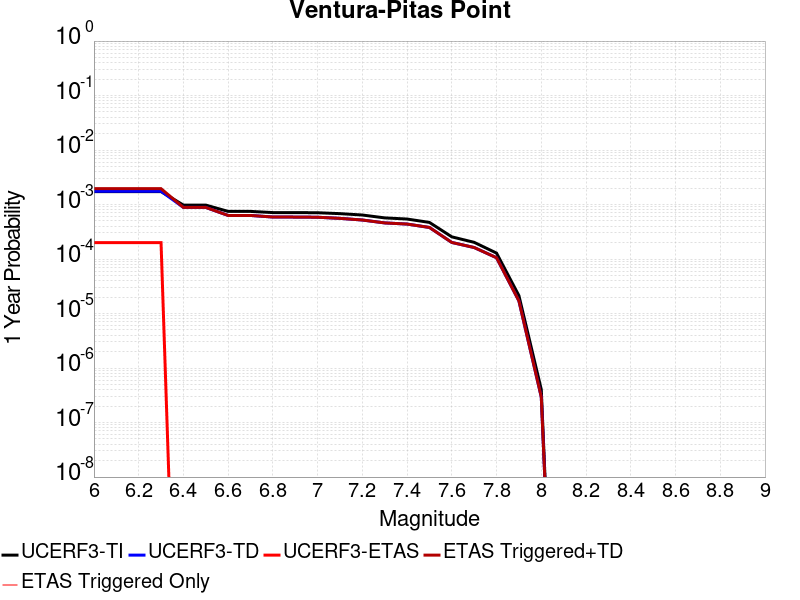 Ventura-Pitas Point
10^0
10^-1
10^-2
10^-3
10^-4
10^-5
10^-6
10^-7
10^-8
1 Year Probability
6 6.2 6.4 6.6 6.8 7 7.2 7.4 7.6 7.8 8 8.2 8.4 8.6 8.8 9
Magnitude
UCERF3-TI UCERF3-TD UCERF3-ETAS ETAS Triggered+TD
ETAS Triggered Only